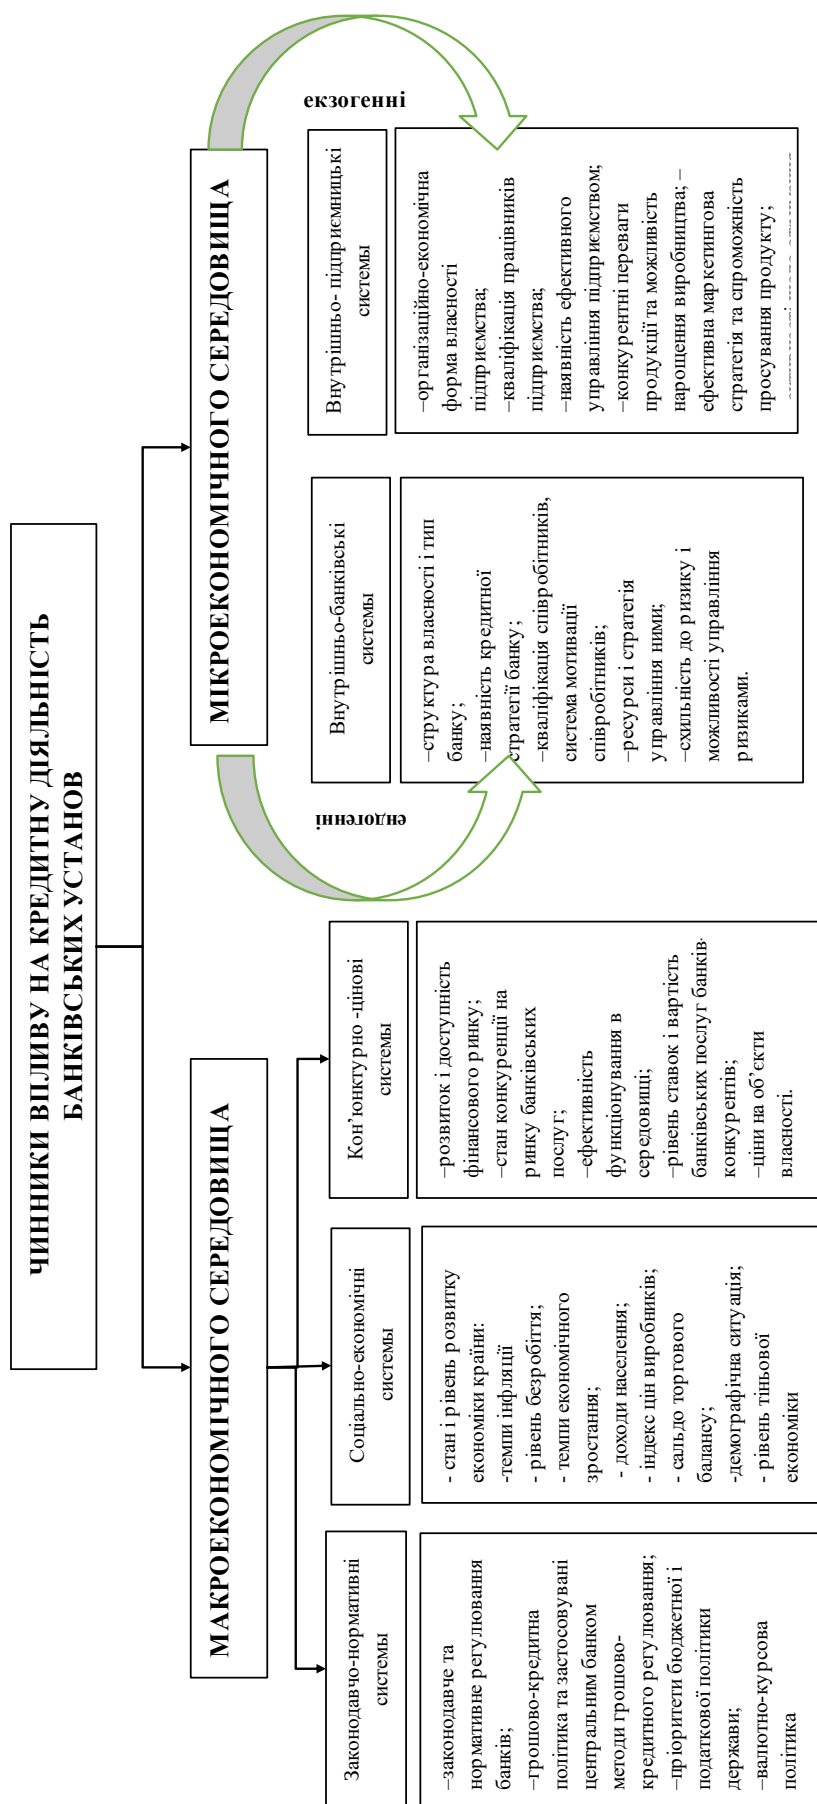 ЧИННИКИ ВПЛИВУ НА КРЕДИТНУ ДІЯЛЬНІСТЬ
БАНКІВСЬКИХ УСТАНОВ
МАКРОЕКОНОМІЧНОГО СЕРЕДОВИЩА
МІКРОЕКОНОМІЧНОГО СЕРЕДОВИЩА
Законодавчо-нормативні
системы
–законодавче та
нормативне регулювання
банків;
–грошово-кредитна
політика та застосовувані
центральним банком
методи грошово-
кредитного регулювання;
–пріоритети бюджетної і
податкової політики
держави;
–валютно-курсова
політика
Соціально-економічні
системы
- стан і рівень розвитку
економіки країни:
-темпи інфляції
- рівень безробіття;
- темпи економічного
зростання;
- доходи населення;
- індекс цін виробників;
- сальдо торгового
балансу;
-демографічна ситуація;
- рівень тіньової
економіки
Кон’юнктурно -цінові
системы
–розвиток і доступність
фінансового ринку;
–стан конкуренції на
ринку банківських
послуг;
–ефективність
функціонування в
середовищі;
–рівень ставок і вартість
банківських послуг банків-
конкурентів;
–ціни на об’єкти
власності.
ендогенні
Внутрішньо-банківські
системы
–структура власності і тип
банку;
–наявність кредитної
стратегії банку;
–кваліфікація співробітників,
система мотивації
співробітників;
–ресурси і стратегія
управління ними;
–схильність до ризику і
можливості управління
ризиками.
екзогенні
Внутрішньо- підприємницькі
системы
–організаційно-економічна
форма власності
підприємства;
–кваліфікація працівників
підприємства;
–наявність ефективного
управління підприємством;
–конкурентні переваги
продукції та можливість
нарощення виробництва; –
ефективна маркетингова
стратегія та спроможність
просування продукту;